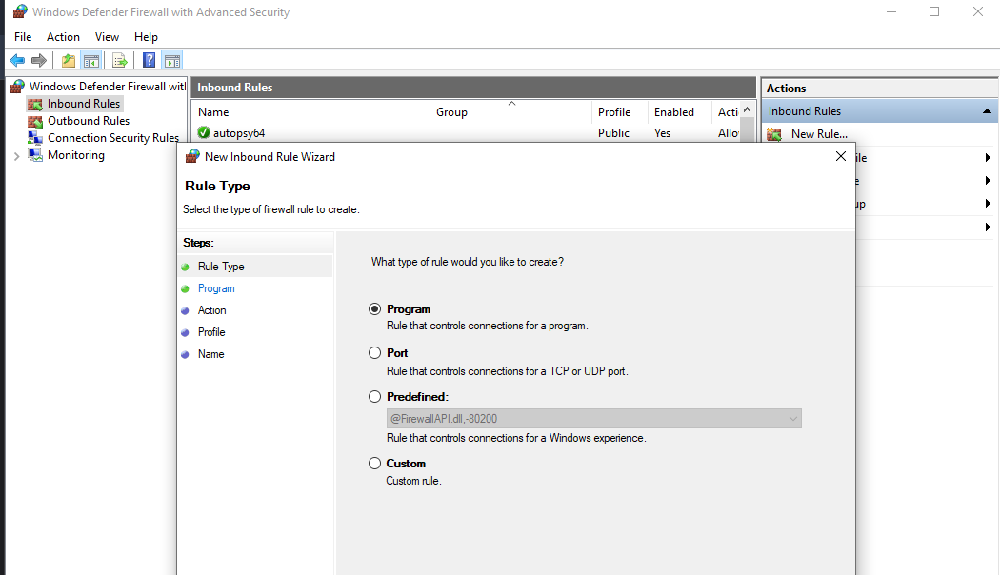 Windows Defender Firewall with Advanced Security
File Action View Help
Windows Defender Firewall wit
Inbound Rules
Outbound Rules
Connection Security Rules
Monitoring
Inbound Rules
Name Group Profile Enabled Acti
autopsy64 Public Yes Allo
Actions
Inbound Rules
New Rule...
ile
e
up
New Inbound Rule Wizard
Rule Type
Select the type of firewall rule to create.
Steps:
Rule Type
Program
Action
Profile
Name
What type of rule would you like to create?
Program
Rule that controls connections for a program.
Port
Rule that controls connections for a TCP or UDP port.
Predefined:
@FirewallAPI.dll,-80200
Rule that controls connections for a Windows experience.
Custom
Custom rule.